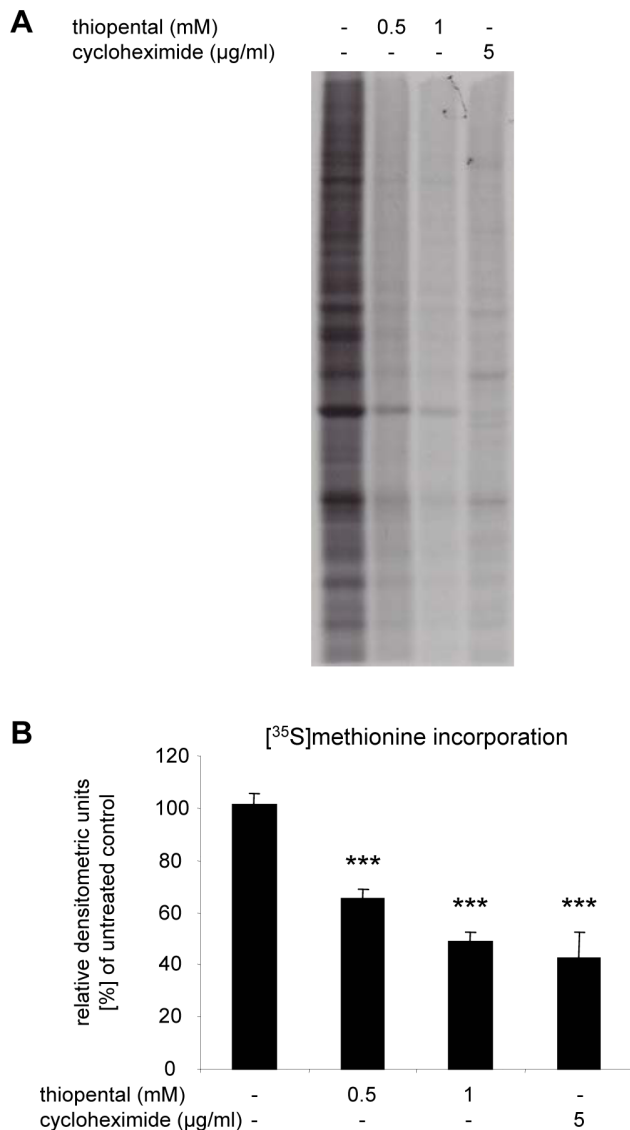 A
thiopental (mM) - 0.5 1 -
cycloheximide (µg/ml) - - - 5
B
[³⁵S]methionine incorporation
relative densitometric units
[%] of untreated control
120
100
80
60
40
20
0
*** *** ***
thiopental (mM) - 0.5 1 -
cycloheximide (µg/ml) - - - 5